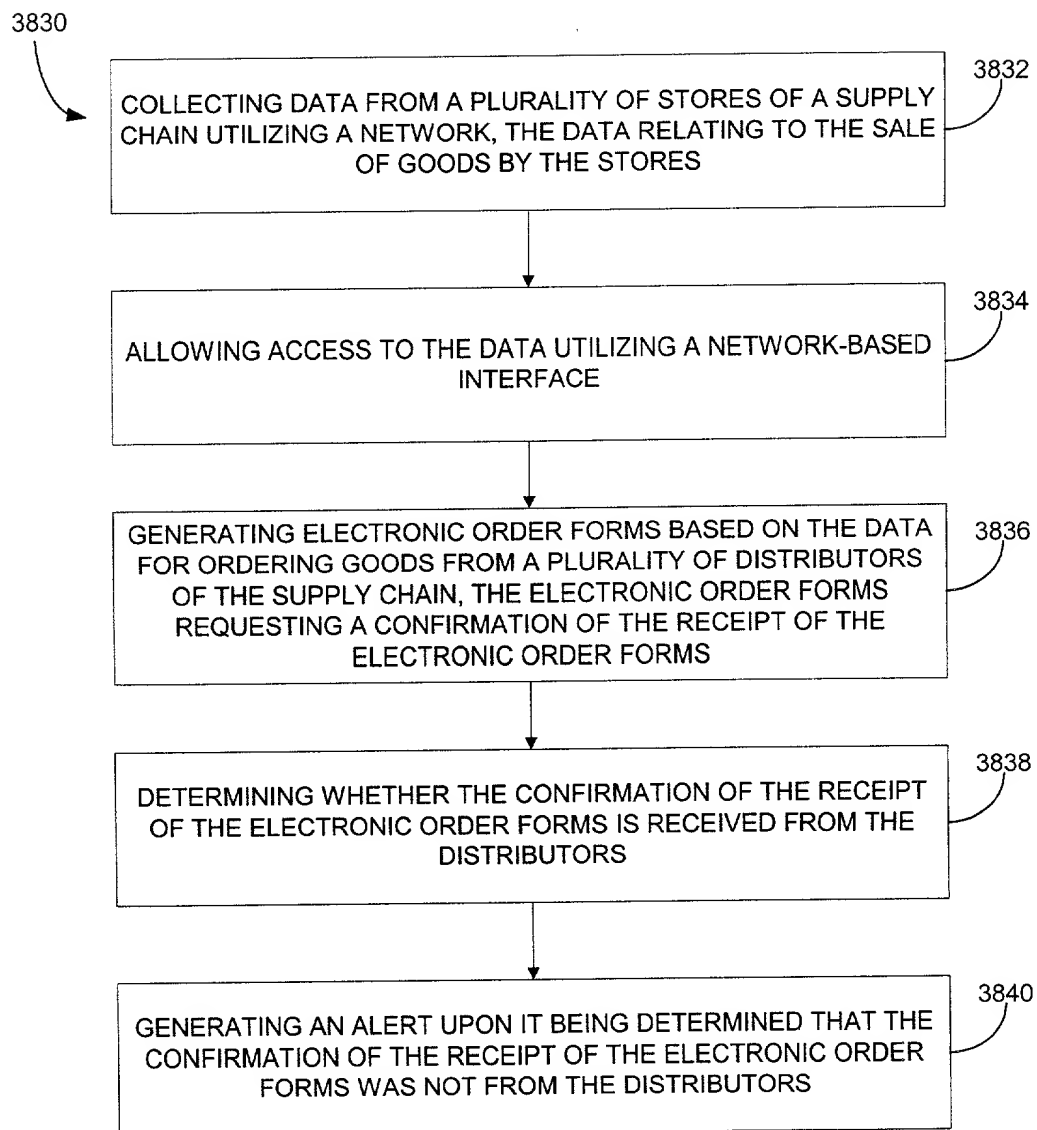 3830
3832
COLLECTING DATA FROM A PLURALITY OF STORES OF A SUPPLY
CHAIN UTILIZING A NETWORK, THE DATA RELATING TO THE SALE
OF GOODS BY THE STORES
3834
ALLOWING ACCESS TO THE DATA UTILIZING A NETWORK-BASED
INTERFACE
3836
GENERATING ELECTRONIC ORDER FORMS BASED ON THE DATA
FOR ORDERING GOODS FROM A PLURALITY OF DISTRIBUTORS
OF THE SUPPLY CHAIN, THE ELECTRONIC ORDER FORMS
REQUESTING A CONFIRMATION OF THE RECEIPT OF THE
ELECTRONIC ORDER FORMS
3838
DETERMINING WHETHER THE CONFIRMATION OF THE RECEIPT
OF THE ELECTRONIC ORDER FORMS IS RECEIVED FROM THE
DISTRIBUTORS
3840
GENERATING AN ALERT UPON IT BEING DETERMINED THAT THE
CONFIRMATION OF THE RECEIPT OF THE ELECTRONIC ORDER
FORMS WAS NOT FROM THE DISTRIBUTORS